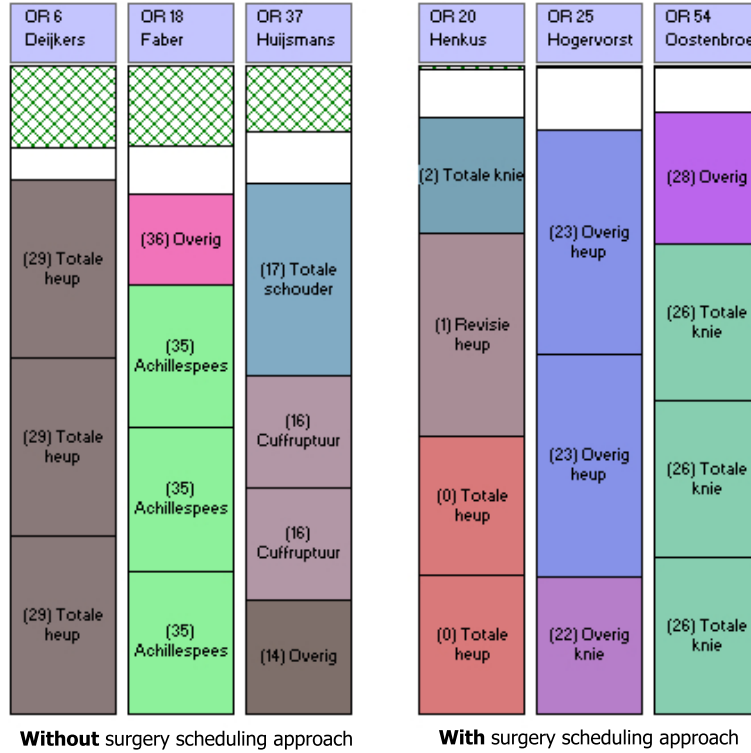 OR 6
Deijkers
OR 18
Faber
OR 37
Huijsmans
OR 20
Henkus
OR 25
Hogervorst
OR 54
Oostenbroe
(29) Totale
heup
(29) Totale
heup
(29) Totale
heup
(36) Overig
(35)
Achillespees
(35)
Achillespees
(35)
Achillespees
(17) Totale
schouder
(16)
Cuffruptuur
(16)
Cuffruptuur
(14) Overig
(2) Totale knie
(1) Revisie
heup
(0) Totale
heup
(0) Totale
heup
(23) Overig
heup
(23) Overig
heup
(22) Overig
knie
(28) Overig
(26) Totale
knie
(26) Totale
knie
(26) Totale
knie
Without surgery scheduling approach
With surgery scheduling approach